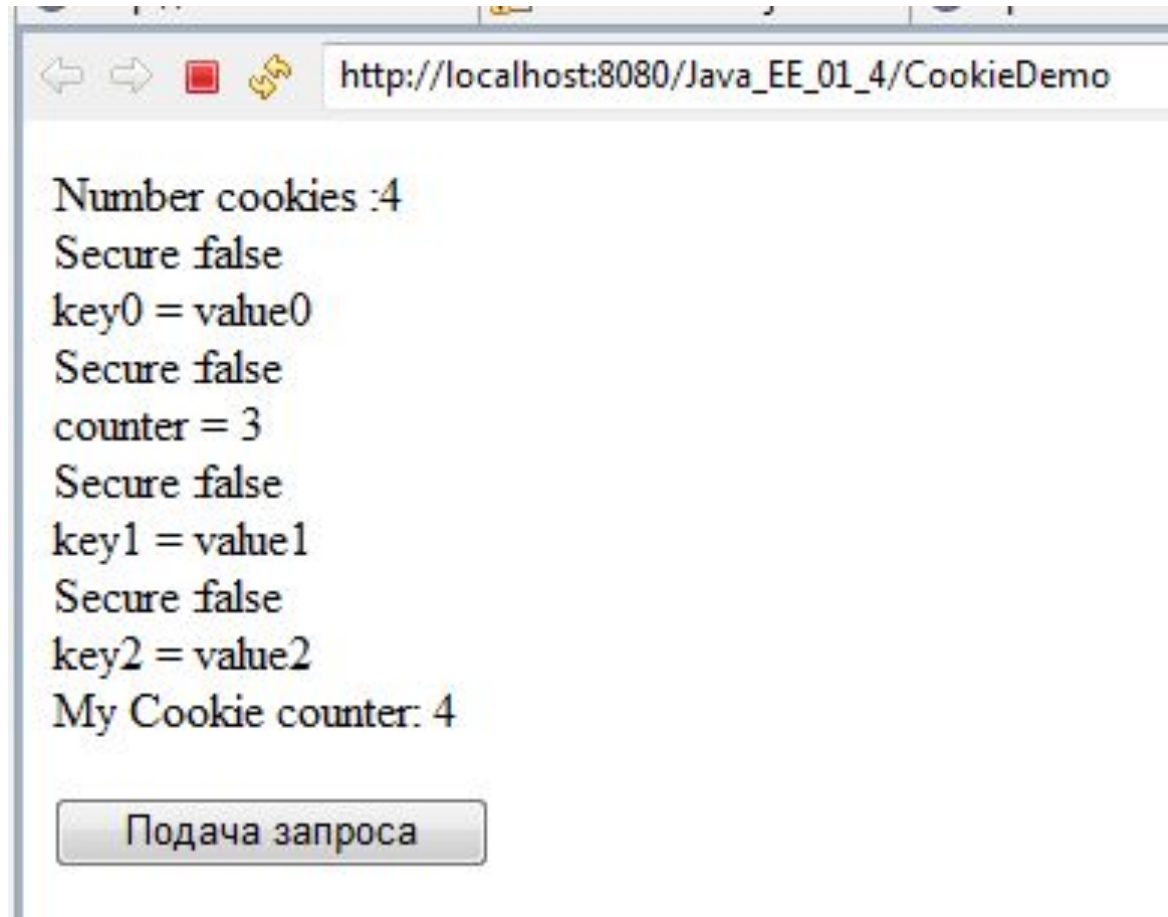 http://localhost:8080/Java_EE_01_4/CookieDemo
Number cookies :4
Secure :false
key0 = value0
Secure :false
counter = 3
Secure :false
key1 = value1
Secure :false
key2 = value2
My Cookie counter: 4
Подача запроса